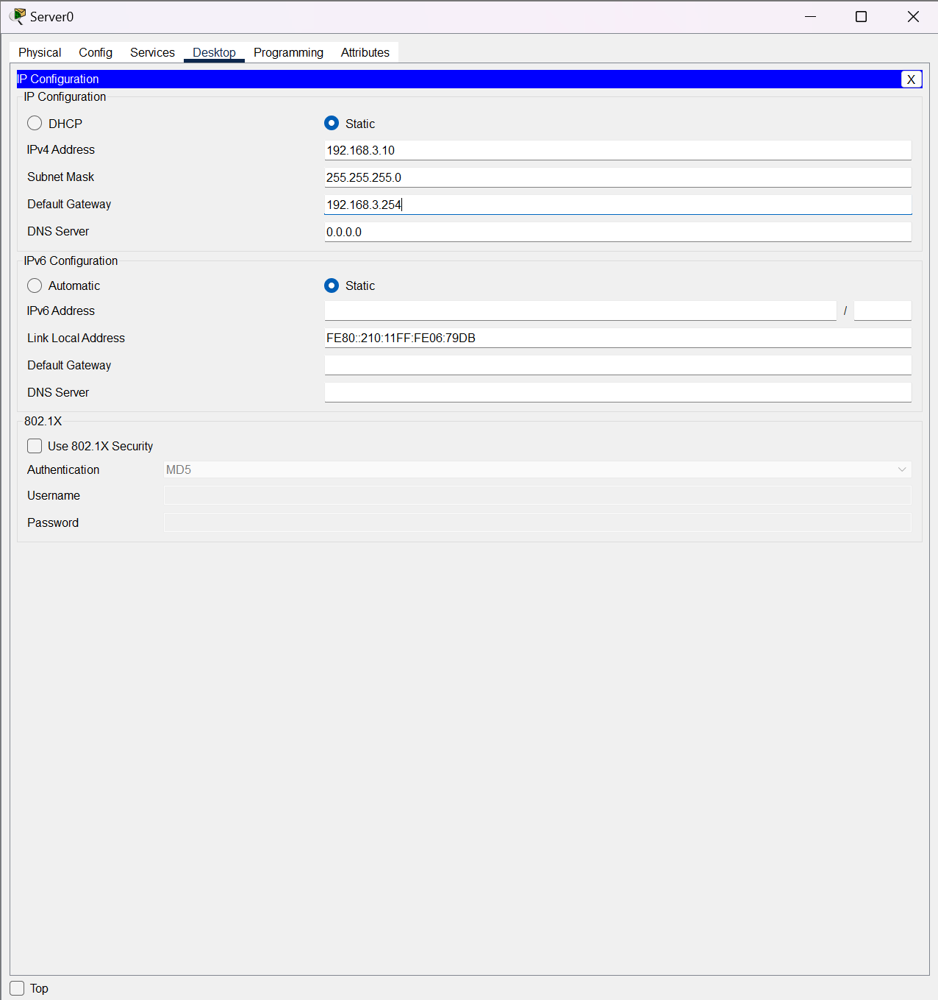 Server0
Physical Config Services Desktop Programming Attributes
IP Configuration X
IP Configuration
DHCP Static
IPv4 Address 192.168.3.10
Subnet Mask 255.255.255.0
Default Gateway 192.168.3.254
DNS Server 0.0.0.0
IPv6 Configuration
Automatic Static
IPv6 Address /
Link Local Address FE80::210:11FF:FE06:79DB
Default Gateway
DNS Server
802.1X
Use 802.1X Security
Authentication MD5
Username
Password
Top